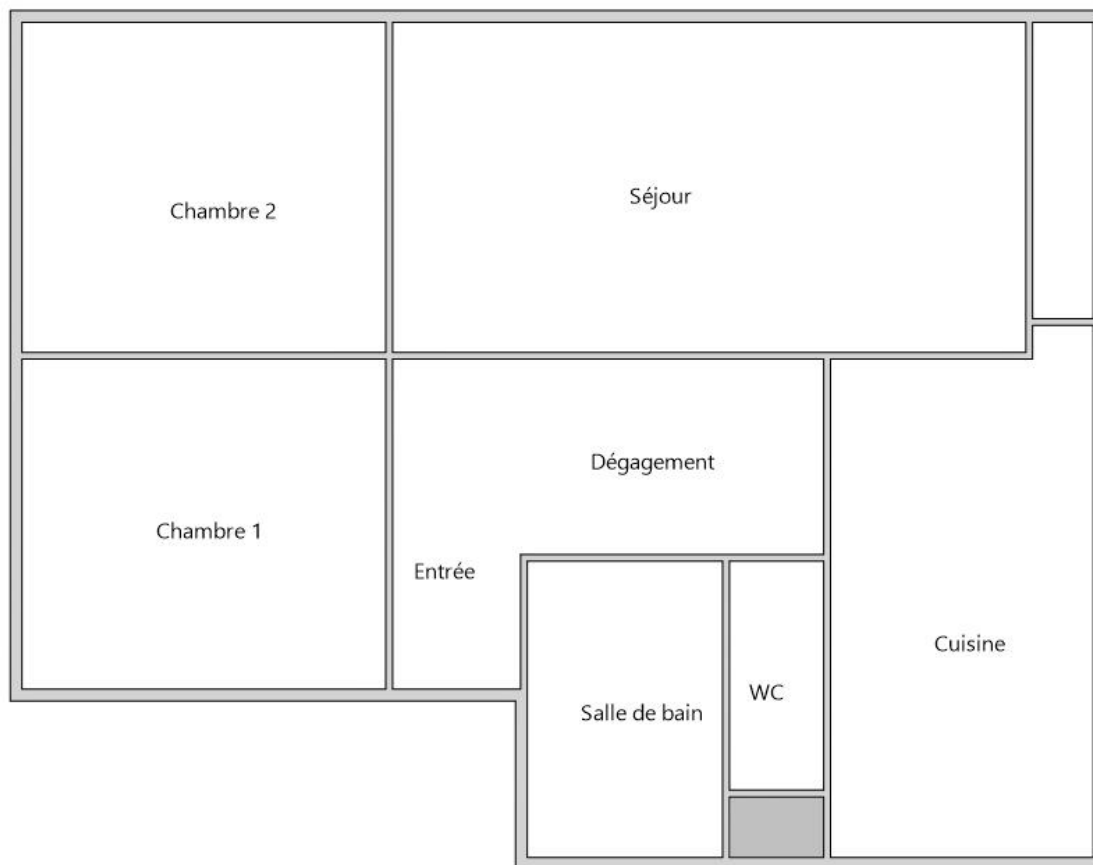 Séjour
Chambre 2
Dégagement
Chambre 1
Entrée
Cuisine
WC
Salle de bain